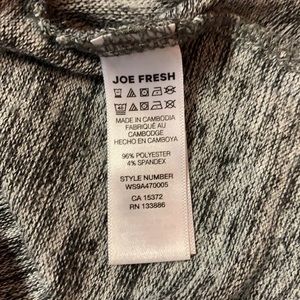 JOE FRESH
MADE IN CAMBODIA
FABRIQUÉ AU
CAMBODGE
HECHO EN CAMBOYA
96% POLYESTER
4% SPANDEX
STYLE NUMBER
WS9A470005
CA 15372
RN 133886